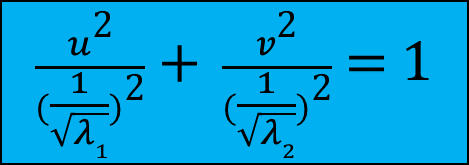 u²/(1/√λ₁)² + v²/(1/√λ₂)² = 1